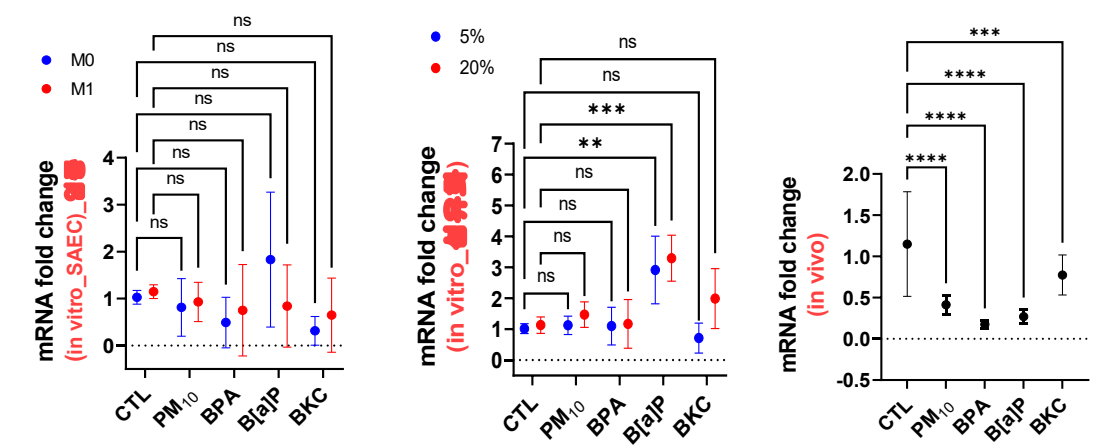 M0
M1
ns
ns
ns
ns
ns
ns
ns
ns
mRNA fold change
(in vitro_SAEC)_
4
3
2
1
0
CTL
PM₁₀
BPA
B[a]P
BKC
5%
20%
ns
ns
***
**
ns
ns
ns
ns
mRNA fold change
(in vitro_
)
7
6
5
4
3
2
1
0
CTL
PM₁₀
BPA
B[a]P
BKC
***
****
****
****
mRNA fold change
(in vivo)
2.0
1.5
1.0
0.5
0.0
-0.5
CTL
PM₁₀
BPA
B[a]P
BKC